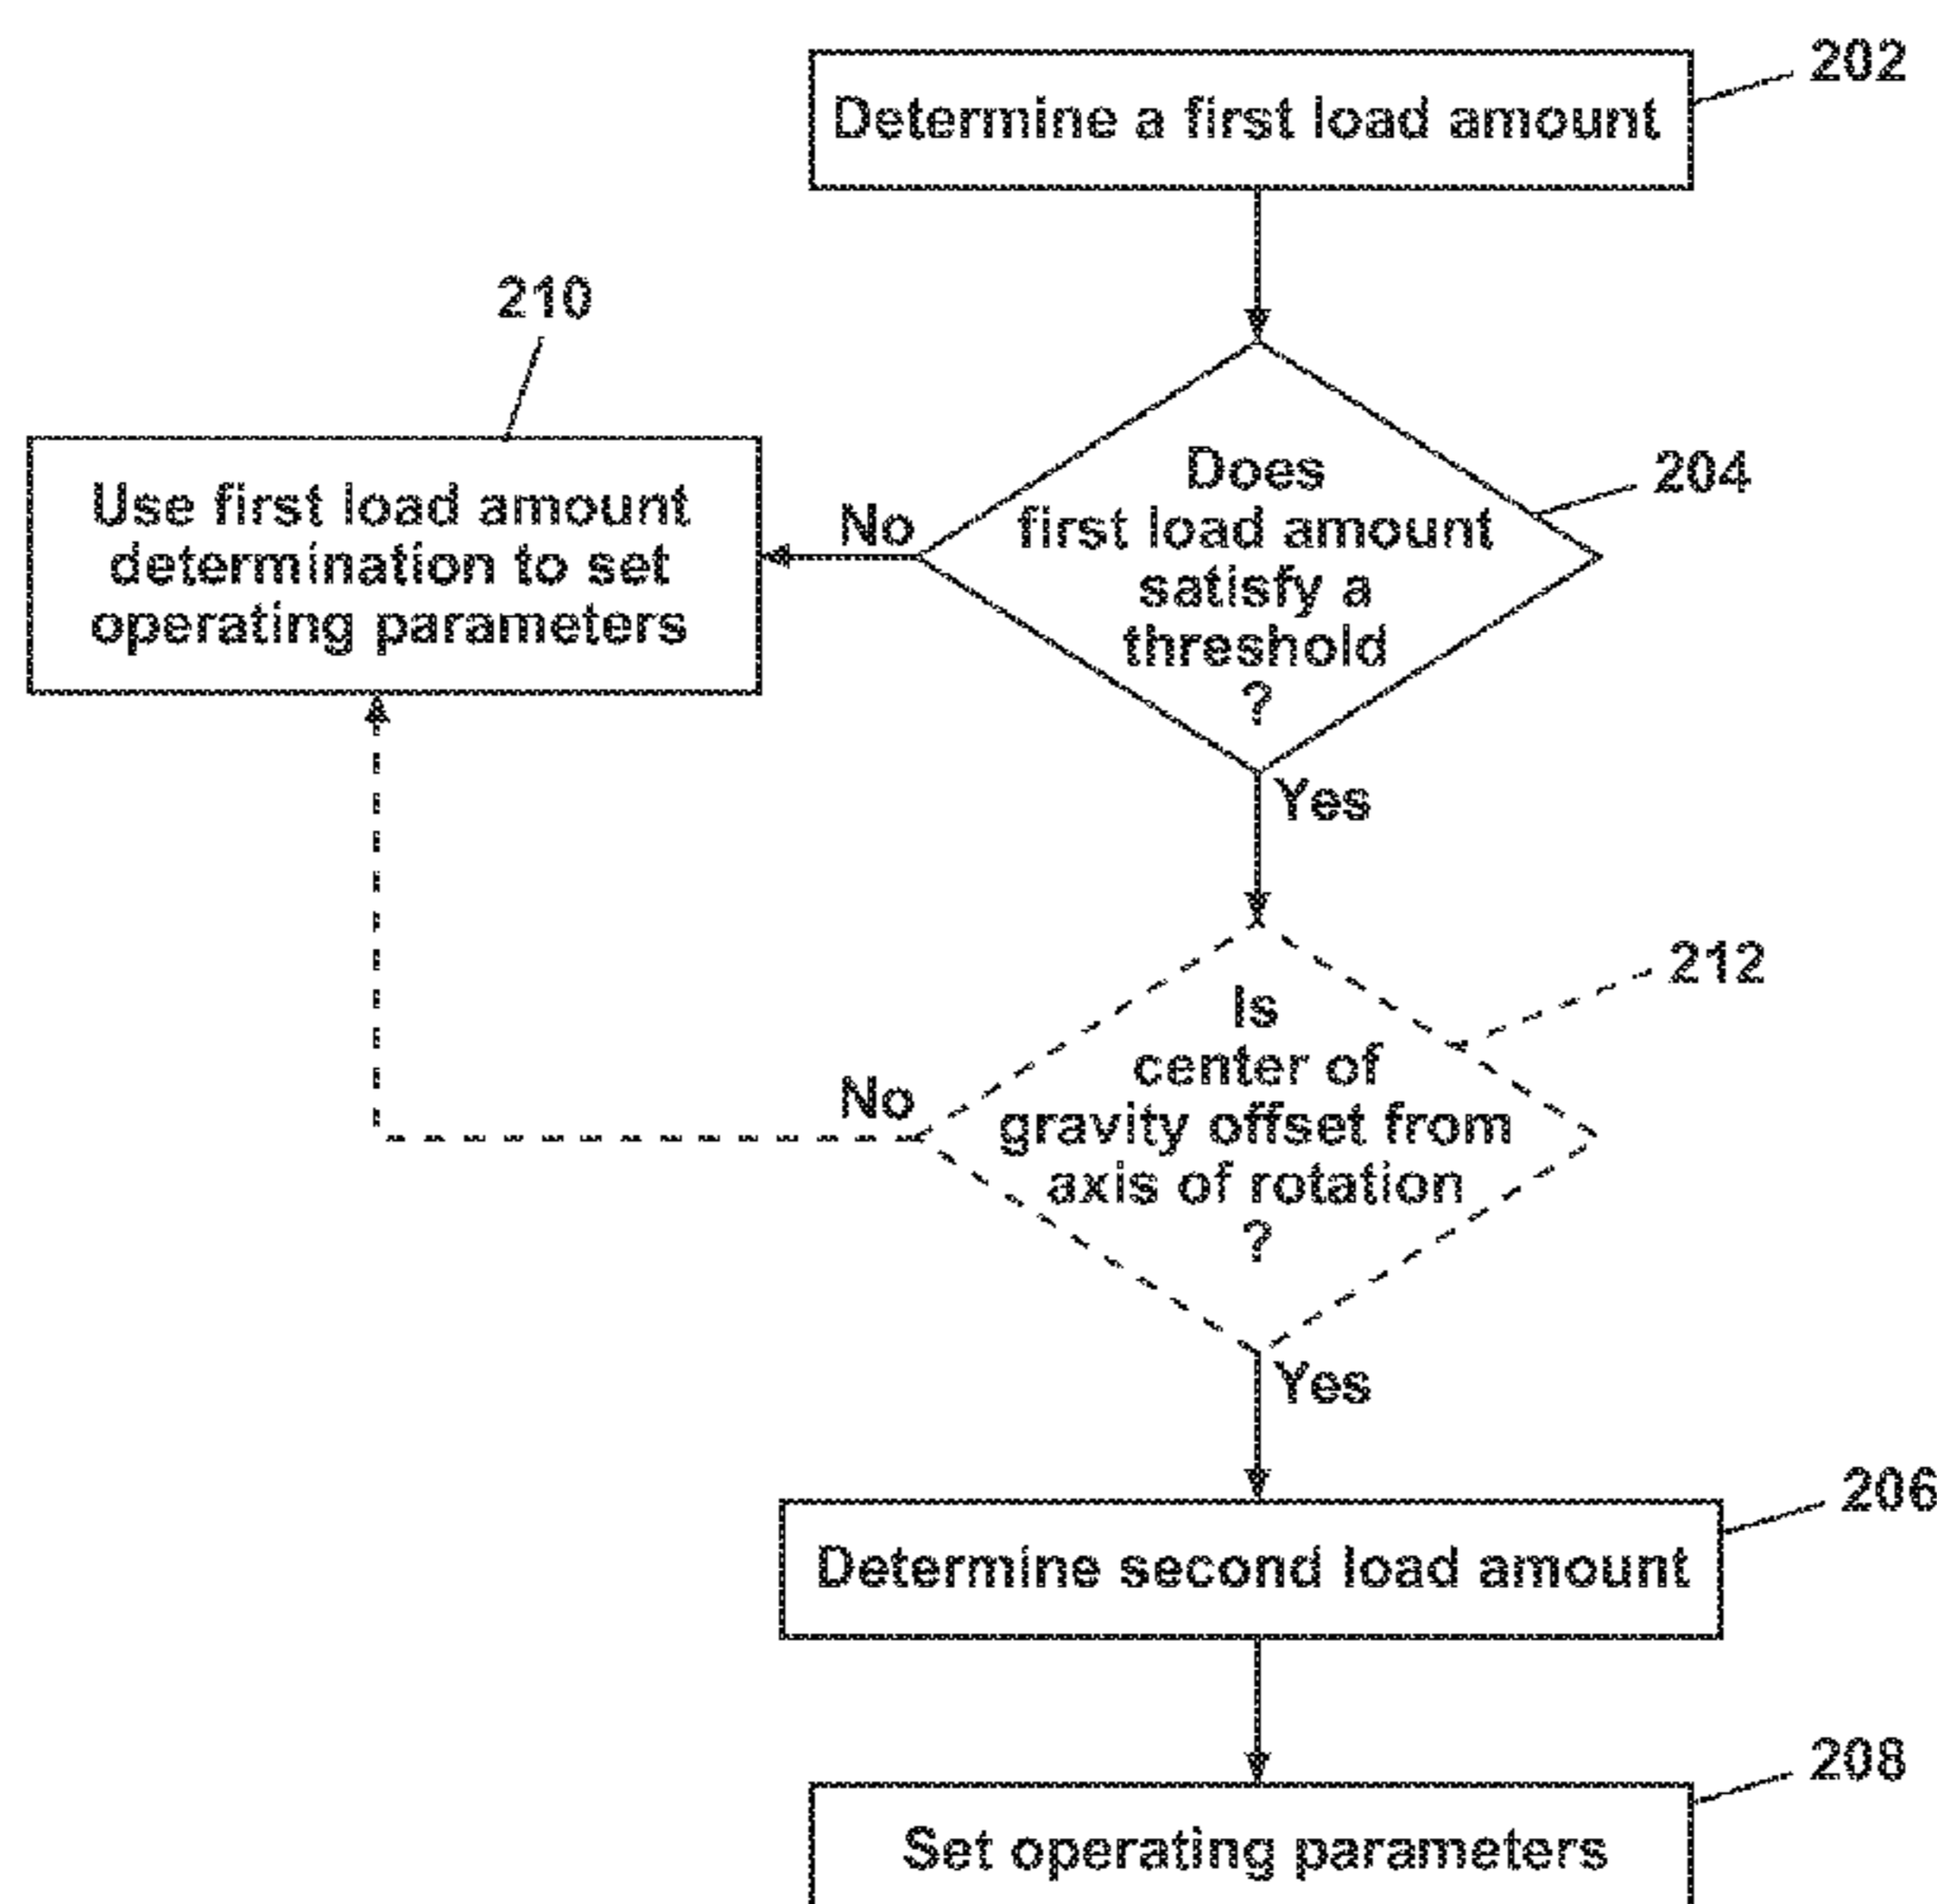 202
Determine a first load amount
210
Use first load amount
determination to set
operating parameters
No
Does
first load amount
satisfy a
threshold
?
204
Yes
212
Is
center of
gravity offset from
axis of rotation
?
No
Yes
206
Determine second load amount
208
Set operating parameters